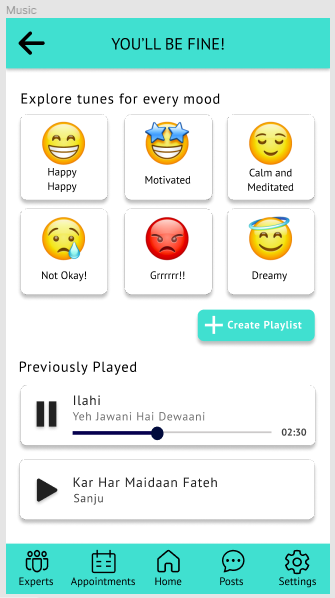 Music
YOU'LL BE FINE!
Explore tunes for every mood
Happy
Happy
Motivated
Calm and
Meditated
Not Okay!
Grrrrrr!!
Dreamy
Create Playlist
Previously Played
Ilahi
Yeh Jawani Hai Dewaani
02:30
Kar Har Maidaan Fateh
Sanju
Experts Appointments Home Posts Settings